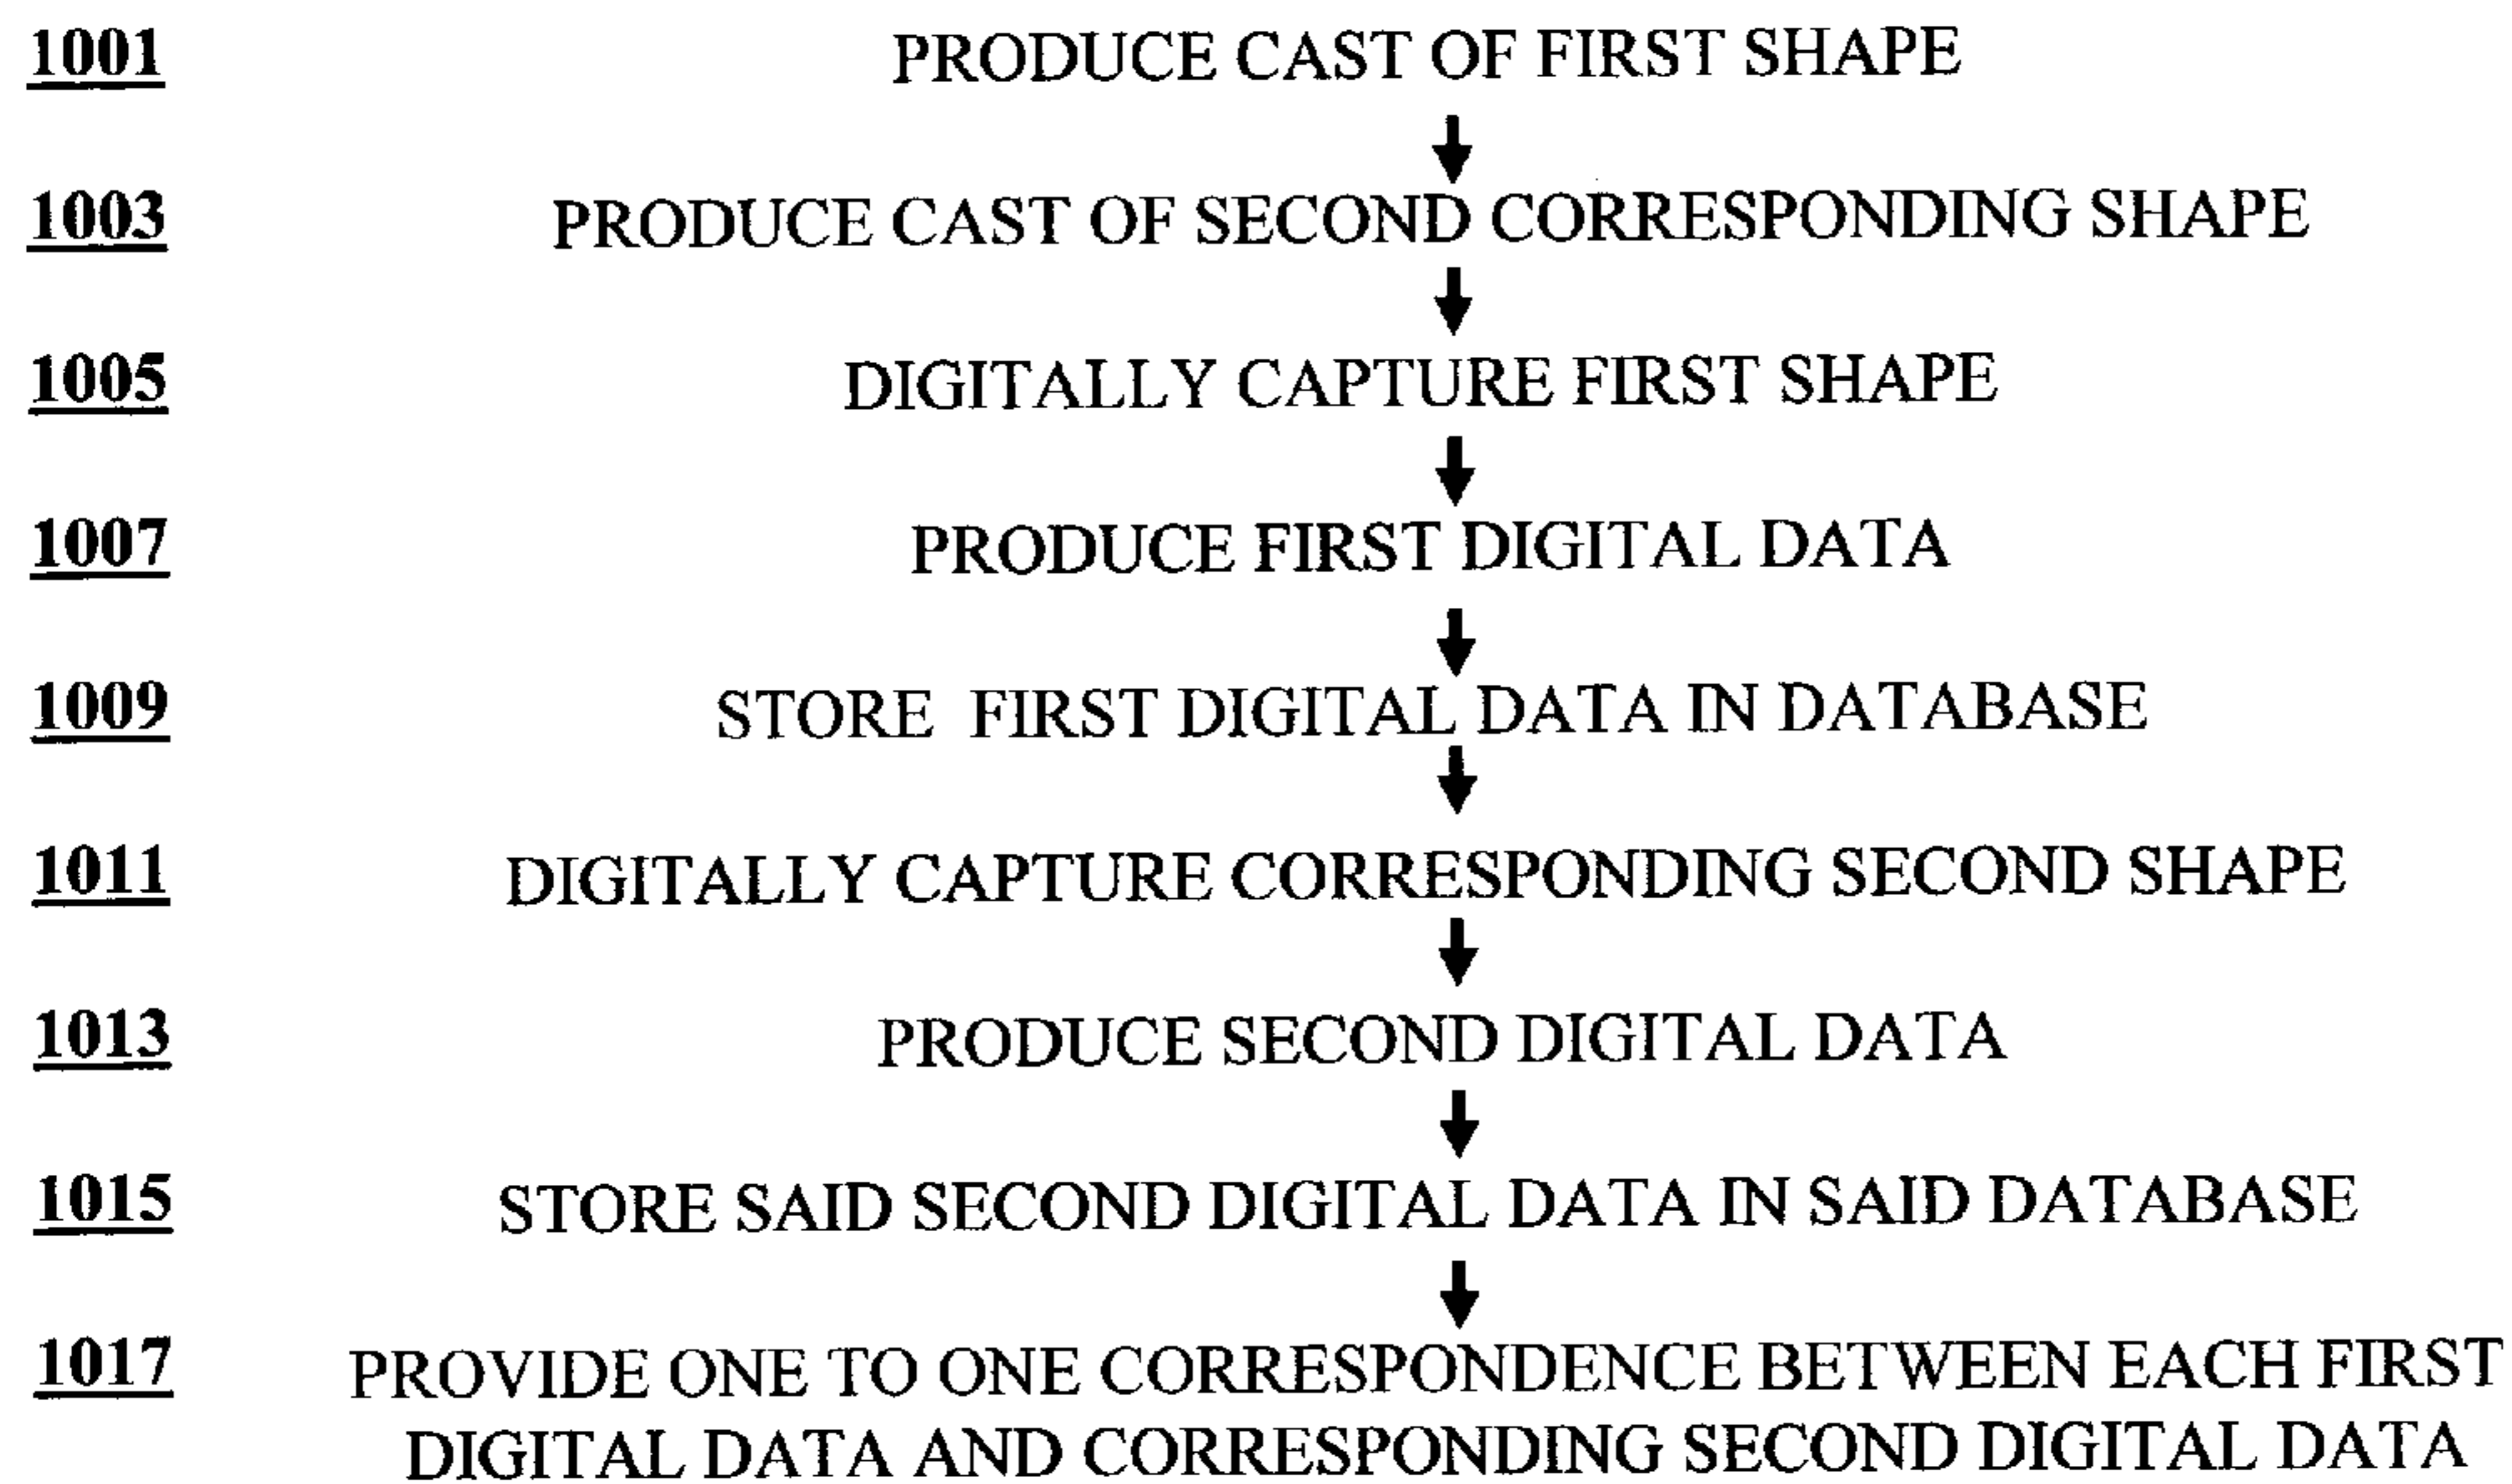 1001 PRODUCE CAST OF FIRST SHAPE
1003 PRODUCE CAST OF SECOND CORRESPONDING SHAPE
1005 DIGITALLY CAPTURE FIRST SHAPE
1007 PRODUCE FIRST DIGITAL DATA
1009 STORE FIRST DIGITAL DATA IN DATABASE
1011 DIGITALLY CAPTURE CORRESPONDING SECOND SHAPE
1013 PRODUCE SECOND DIGITAL DATA
1015 STORE SAID SECOND DIGITAL DATA IN SAID DATABASE
1017 PROVIDE ONE TO ONE CORRESPONDENCE BETWEEN EACH FIRST
DIGITAL DATA AND CORRESPONDING SECOND DIGITAL DATA